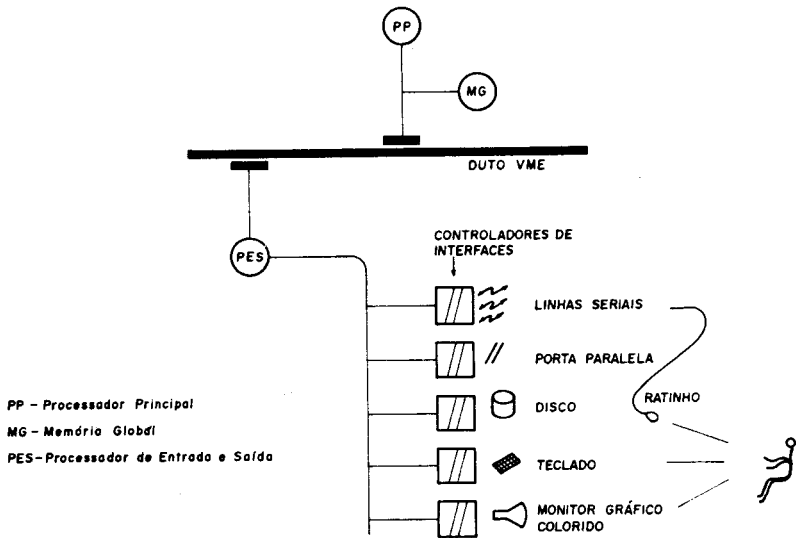 PP
MG
DUTO VME
PES
CONTROLADORES DE
INTERFACES
LINHAS SERIAIS
PORTA PARALELA
RATINHO
DISCO
TECLADO
MONITOR GRÁFICO
COLORIDO
PP - Processador Principal
MG - Memória Global
PES-Processador de Entrada e Saída